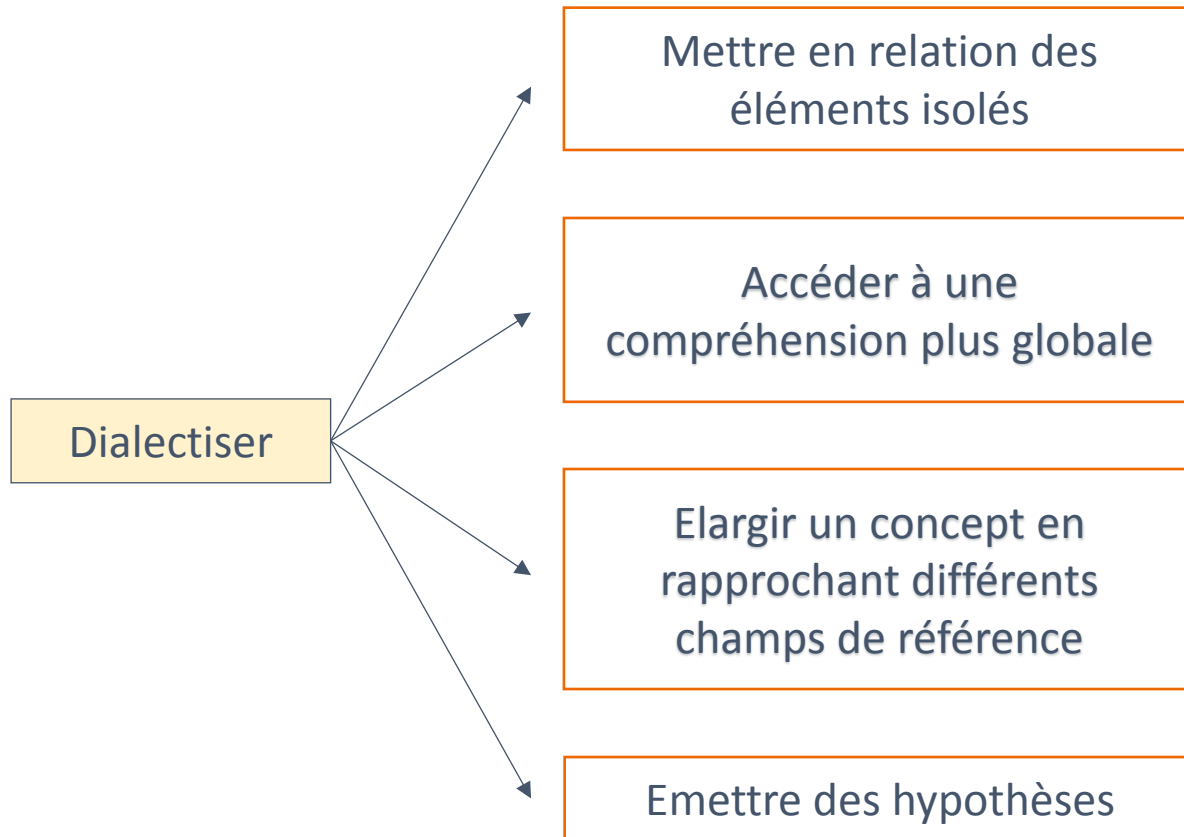 Mettre en relation des
éléments isolés
Accéder à une
compréhension plus globale
Dialectiser
Elargir un concept en
rapprochant différents
champs de référence
Emettre des hypothèses